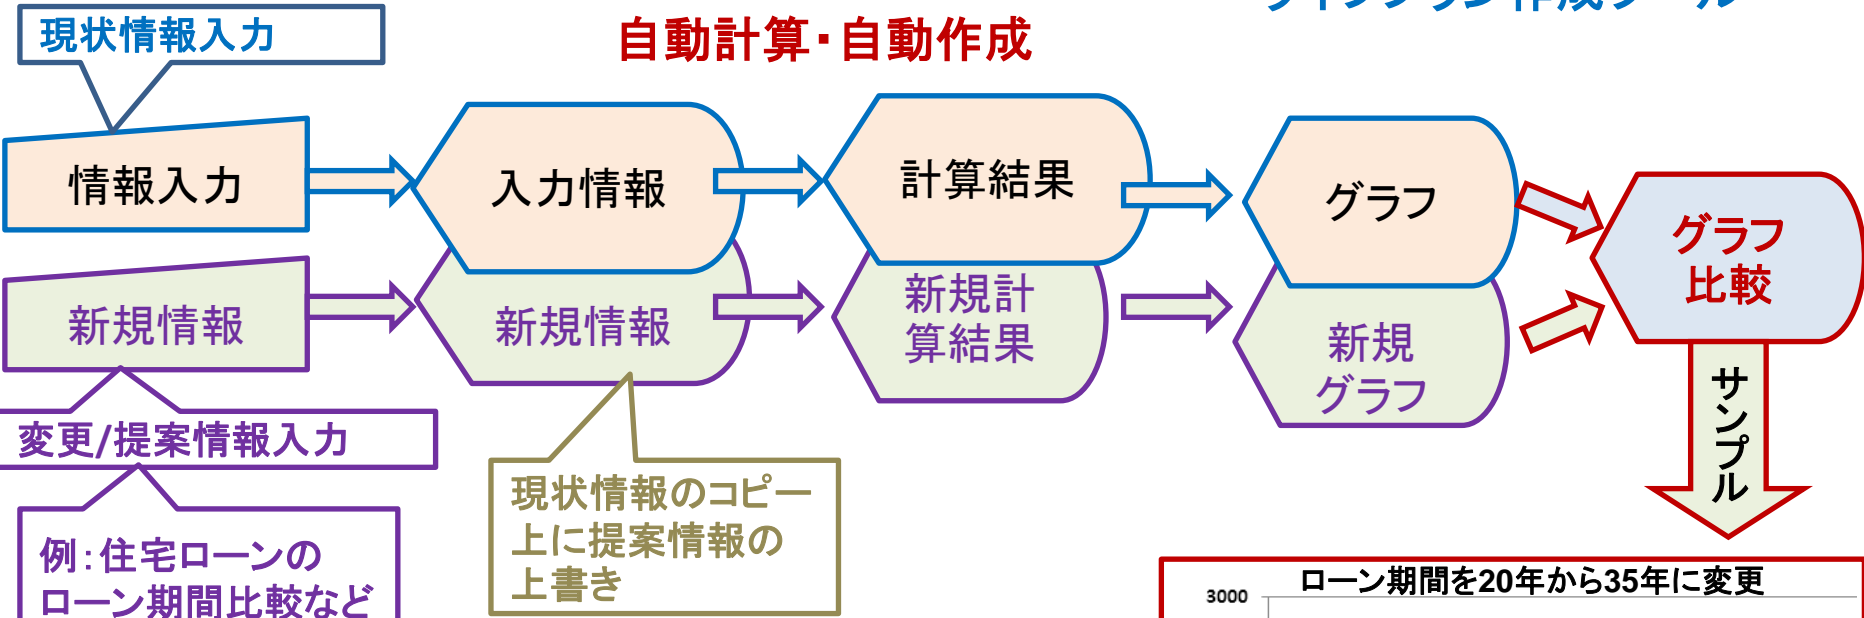 現状情報入力
自動計算・自動作成
情報入力
入力情報
計算結果
グラフ
グラフ
比較
新規情報
新規情報
新規計
算結果
新規
グラフ
サンプル
変更/提案情報入力
現状情報のコピー
上に提案情報の
上書き
例：住宅ローンの
ローン期間比較など
ローン期間を20年から35年に変更
3000